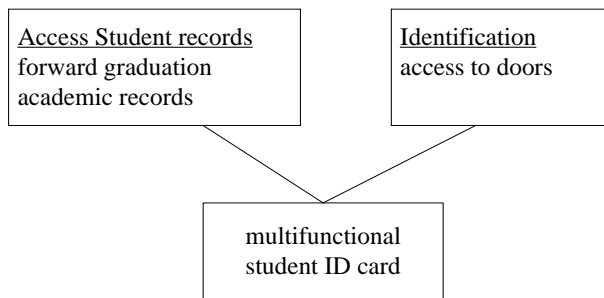 Access Student records
forward graduation
academic records
Identification
access to doors
multifunctional
student ID card